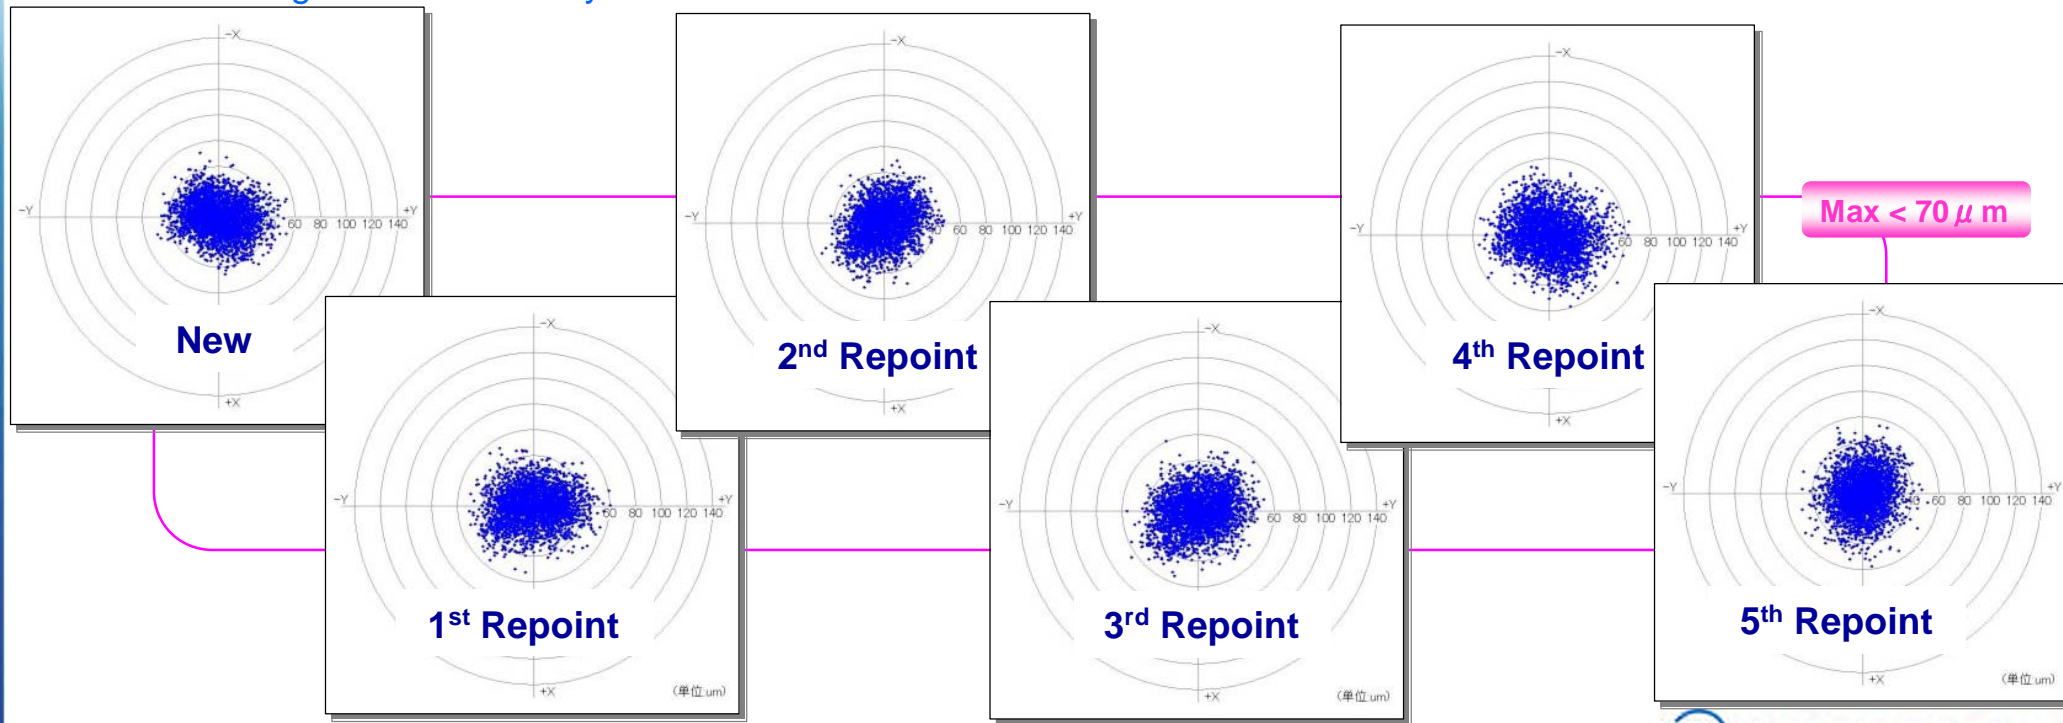 -X
-Y
+Y
60 80 100 120 140
+X
New
-X
-Y
+Y
60 80 100 120 140
+X
(単位:um)
1st Repoint
-X
-Y
+Y
60 80 100 120 140
+X
2nd Repoint
-X
-Y
+Y
60 80 100 120 140
+X
(単位:um)
3rd Repoint
-X
-Y
+Y
60 80 100 120 140
+X
4th Repoint
-X
-Y
+Y
60 80 100 120 140
+X
(単位:um)
5th Repoint
Max < 70μm